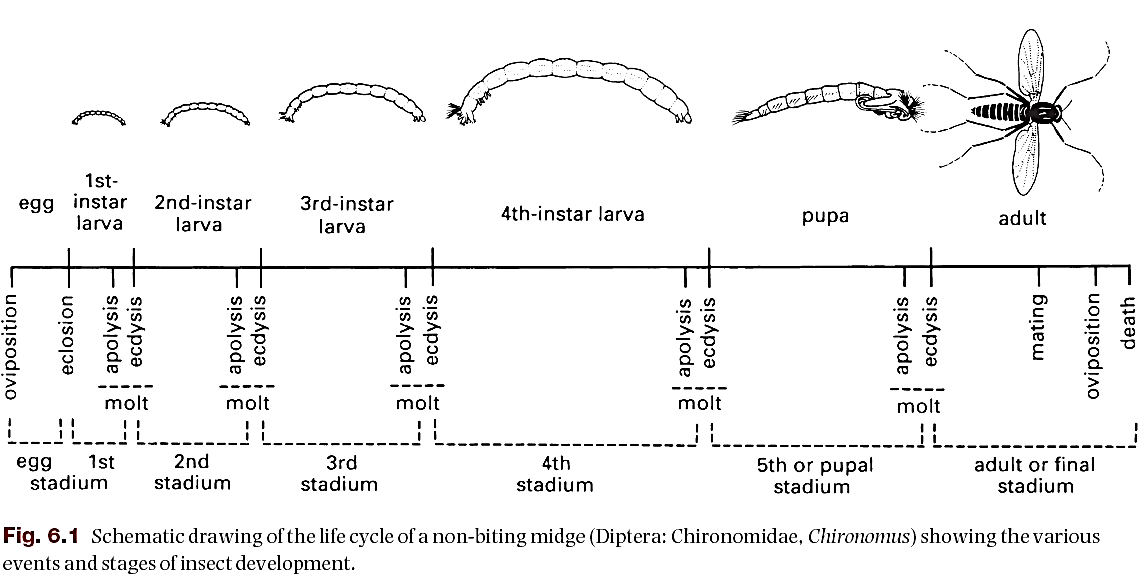 egg
1st-
instar
larva
2nd-instar
larva
3rd-instar
larva
4th-instar larva
pupa
adult
oviposition
eclosion
apolysis
ecdysis
apolysis
ecdysis
apolysis
ecdysis
apolysis
ecdysis
apolysis
ecdysis
mating
oviposition
death
molt
molt
molt
molt
molt
egg 1st
stadium
2nd
stadium
3rd
stadium
4th
stadium
5th or pupal
stadium
adult or final
stadium
Fig. 6.1 Schematic drawing of the life cycle of a non-biting midge (Diptera: Chironomidae, Chironomus) showing the various
events and stages of insect development.